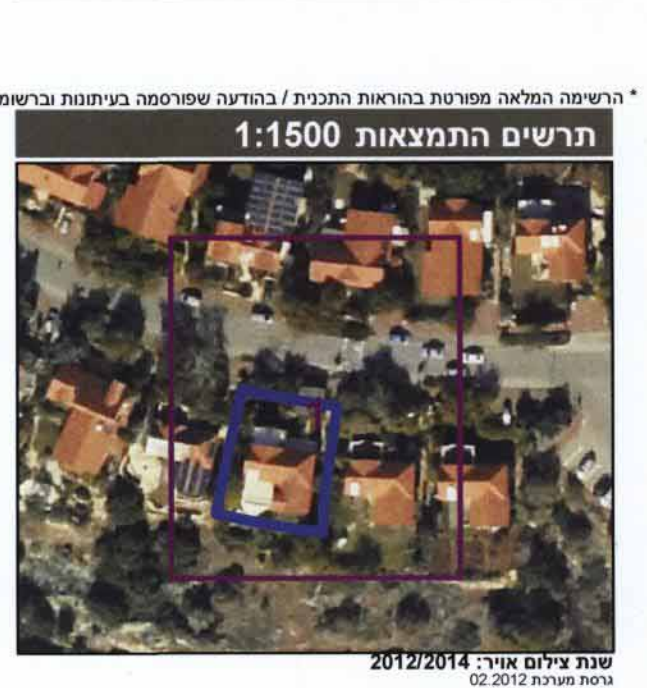 * הרשימה המלאה מפורטת בהוראות התכנית / בהודעה שפורסמה בעיתונות וברשומ
תרשים התמצאות 1:1500
שנת צילום אויר: 2012/2014
גרסת מערכת 02.2012